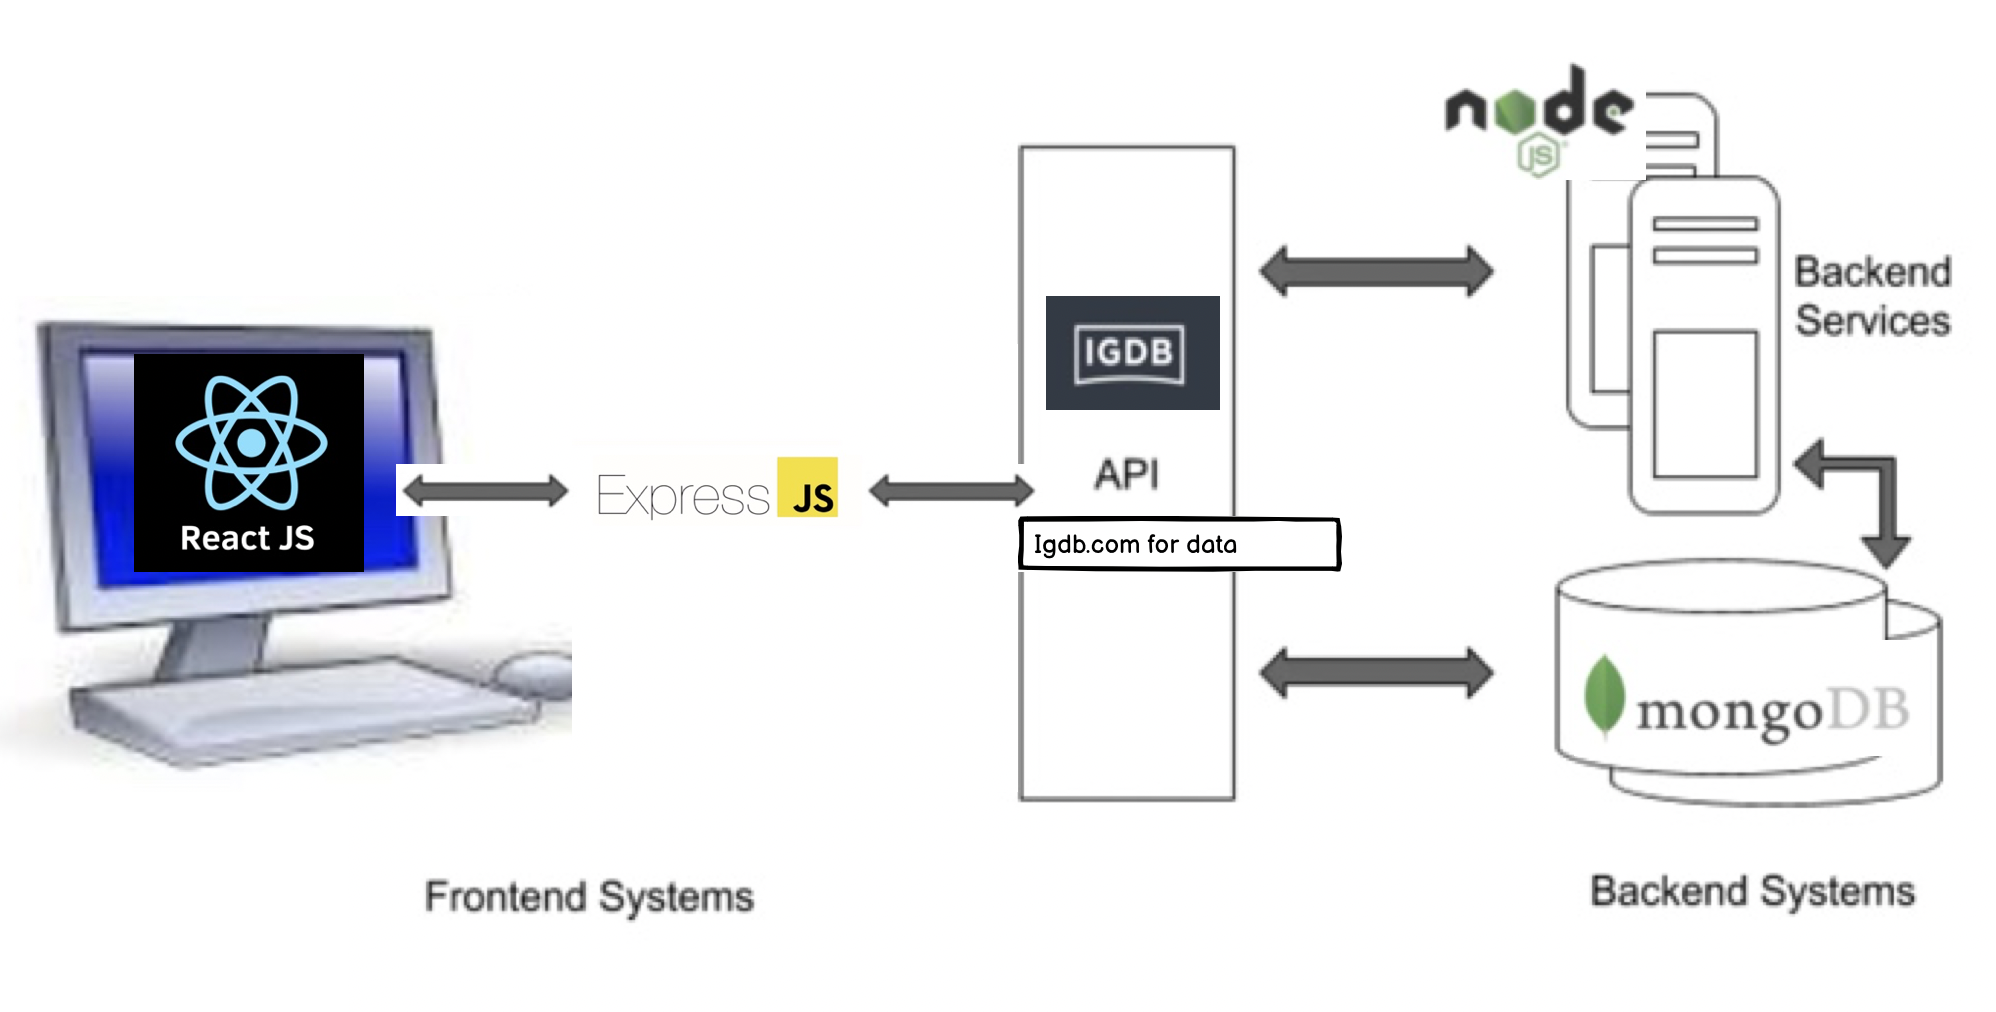 node
JS
Backend
Services
IGDB
React JS
Express JS
API
Igdb.com for data
mongoDB
Frontend Systems
Backend Systems